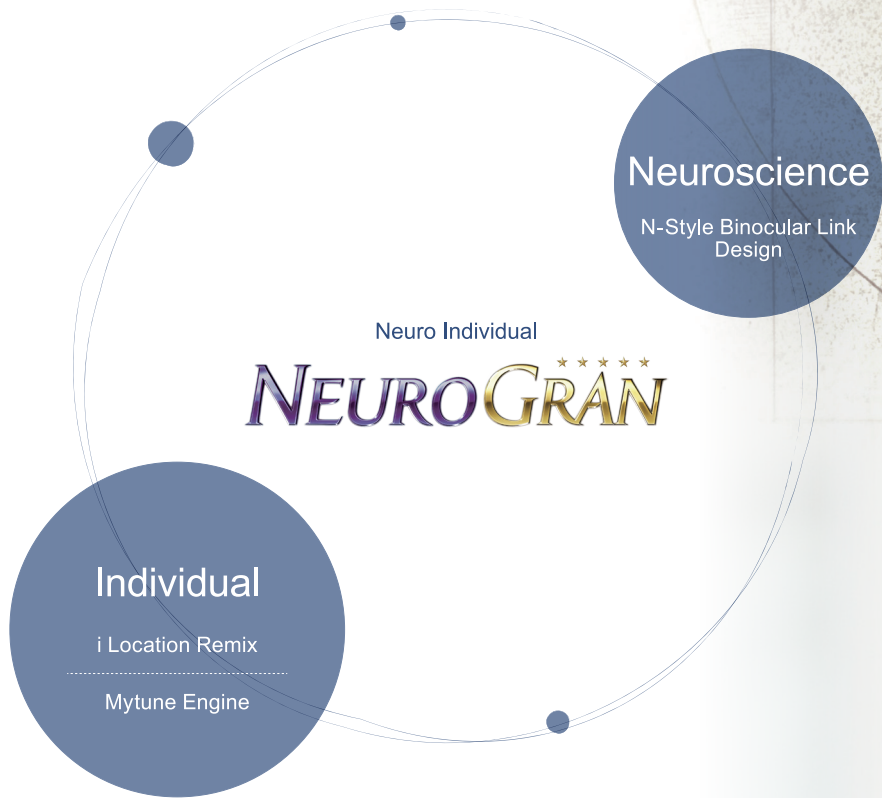 Neuroscience
N-Style Binocular Link
Design
Neuro Individual
NEUROGRAN
Individual
i Location Remix
Mytune Engine